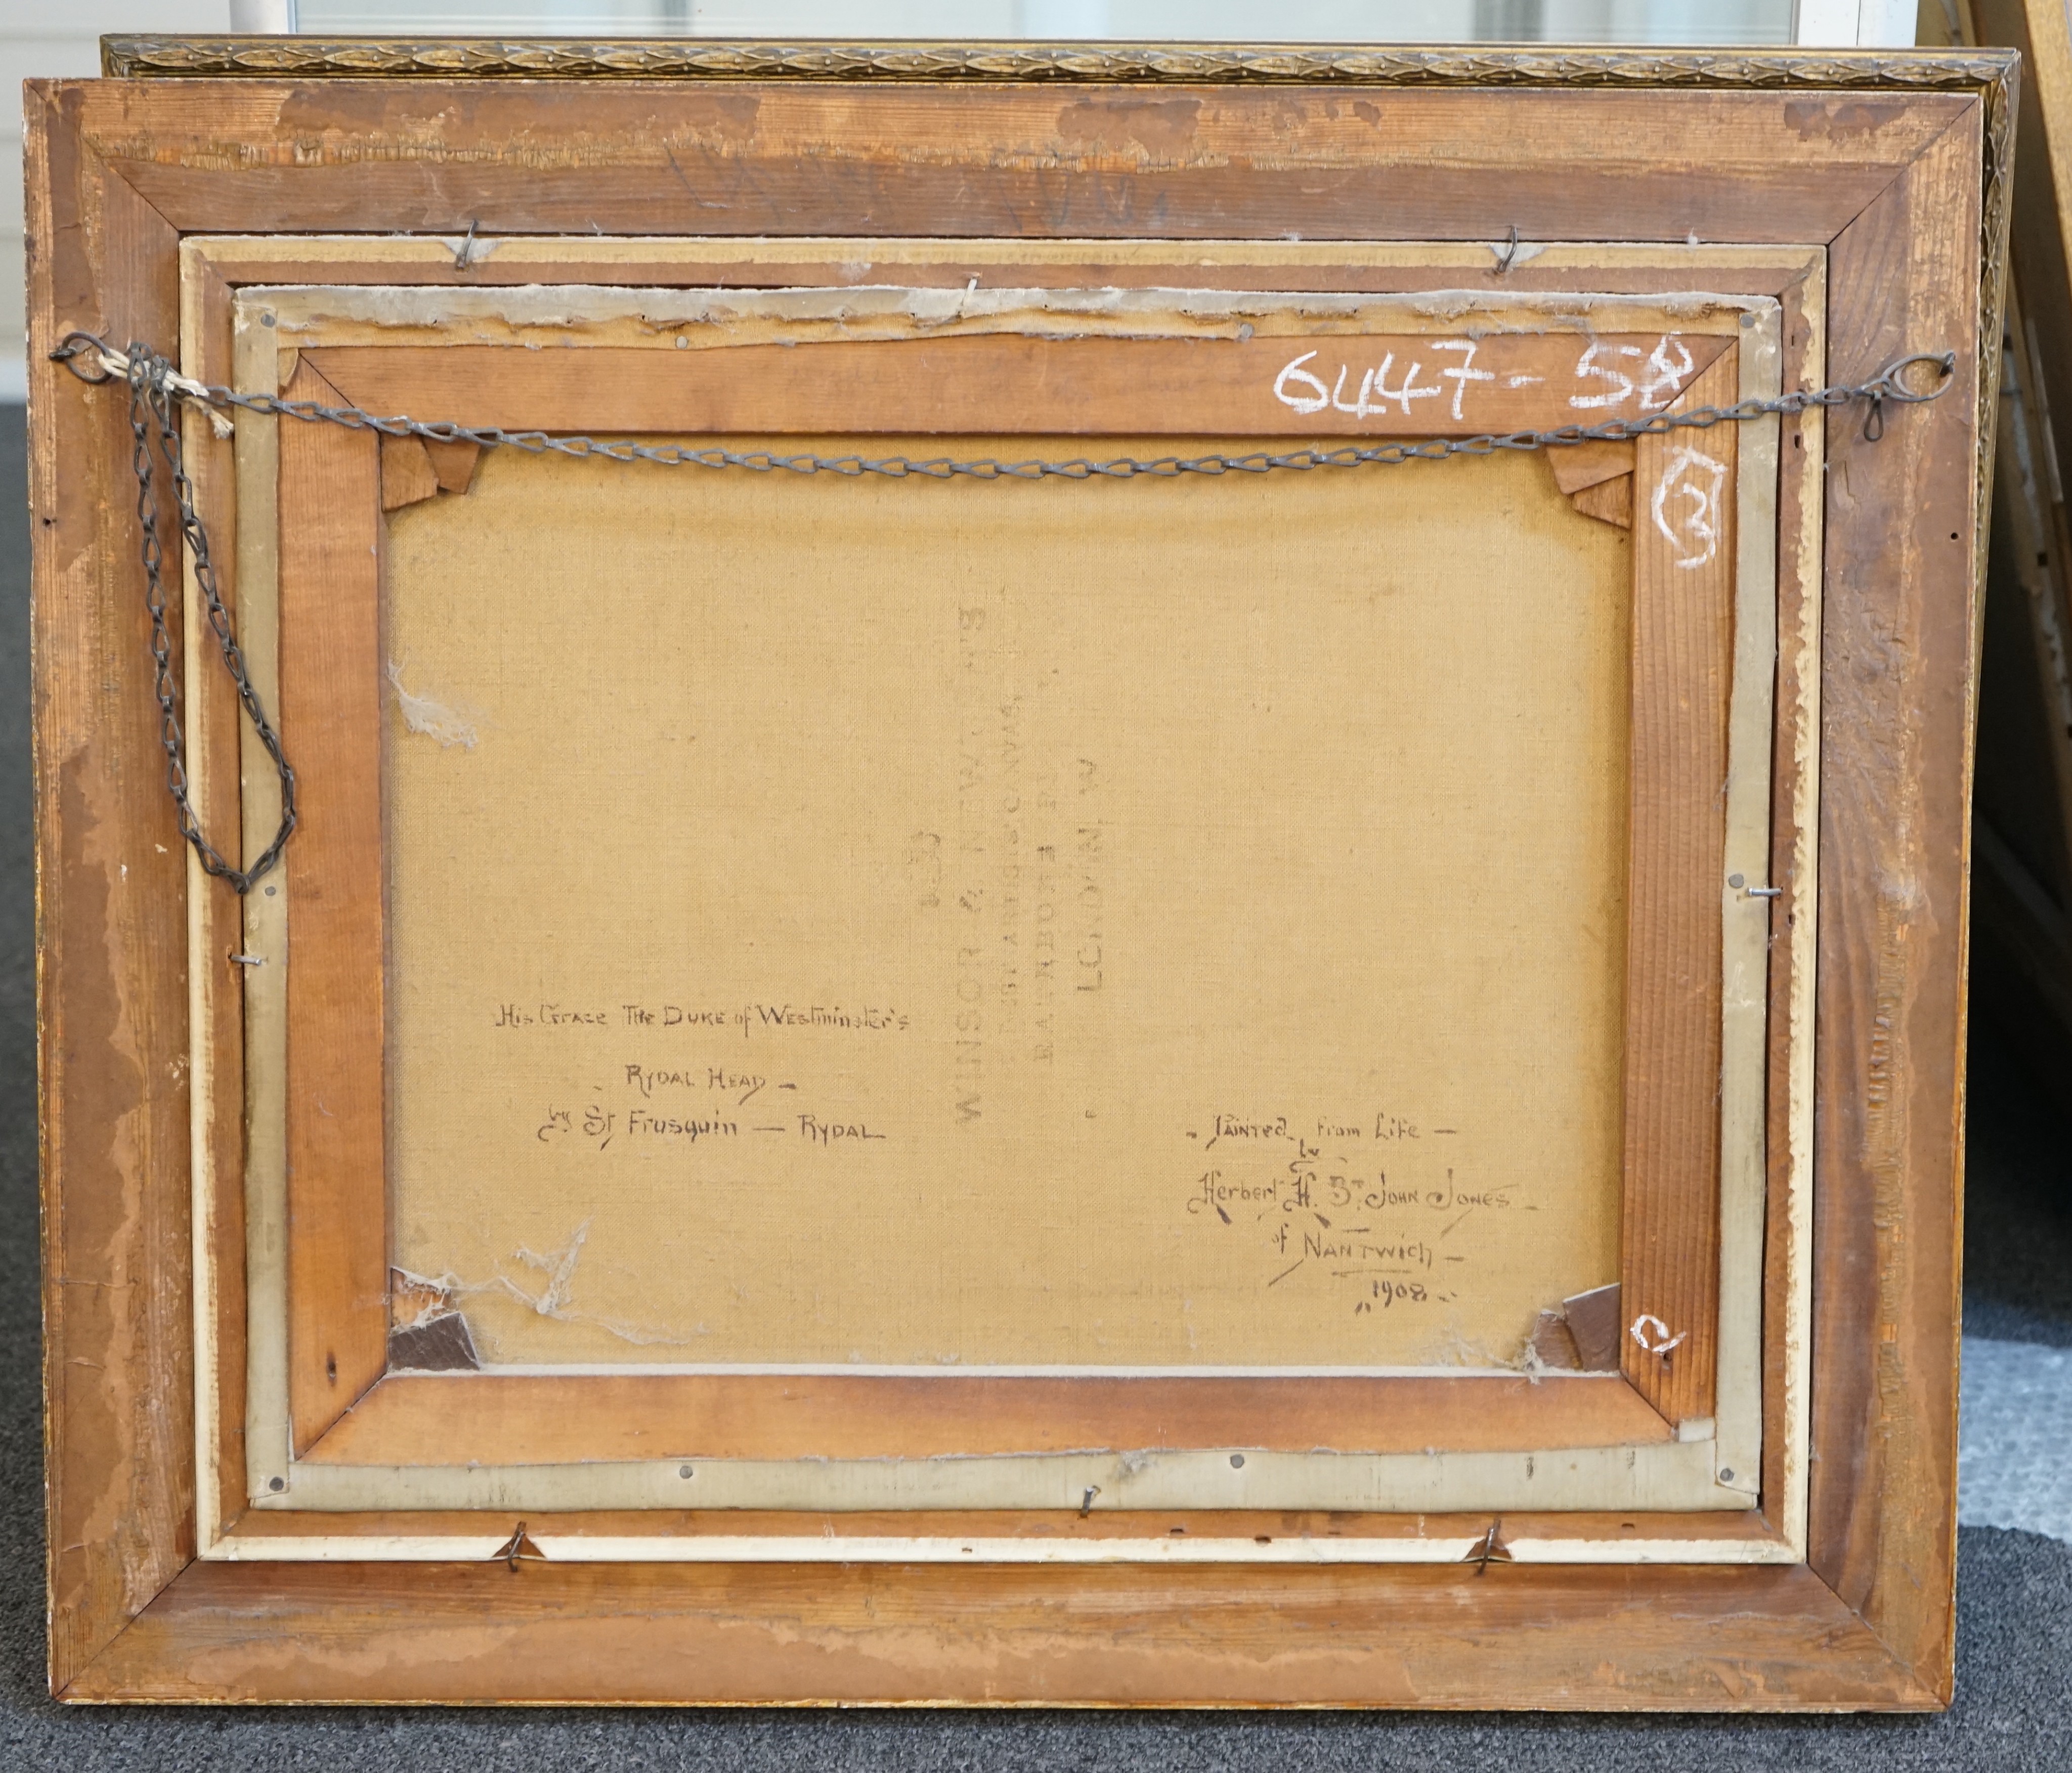 6447-58
3
WINSOR & NEWTON'S
LONDON W
His Grace The Duke of Westminster's
- Rydal Head -
by St Frusquin — Rydal
- Painted from Life -
by
Herbert H. St John Jones -
of Nantwich -
"1908"